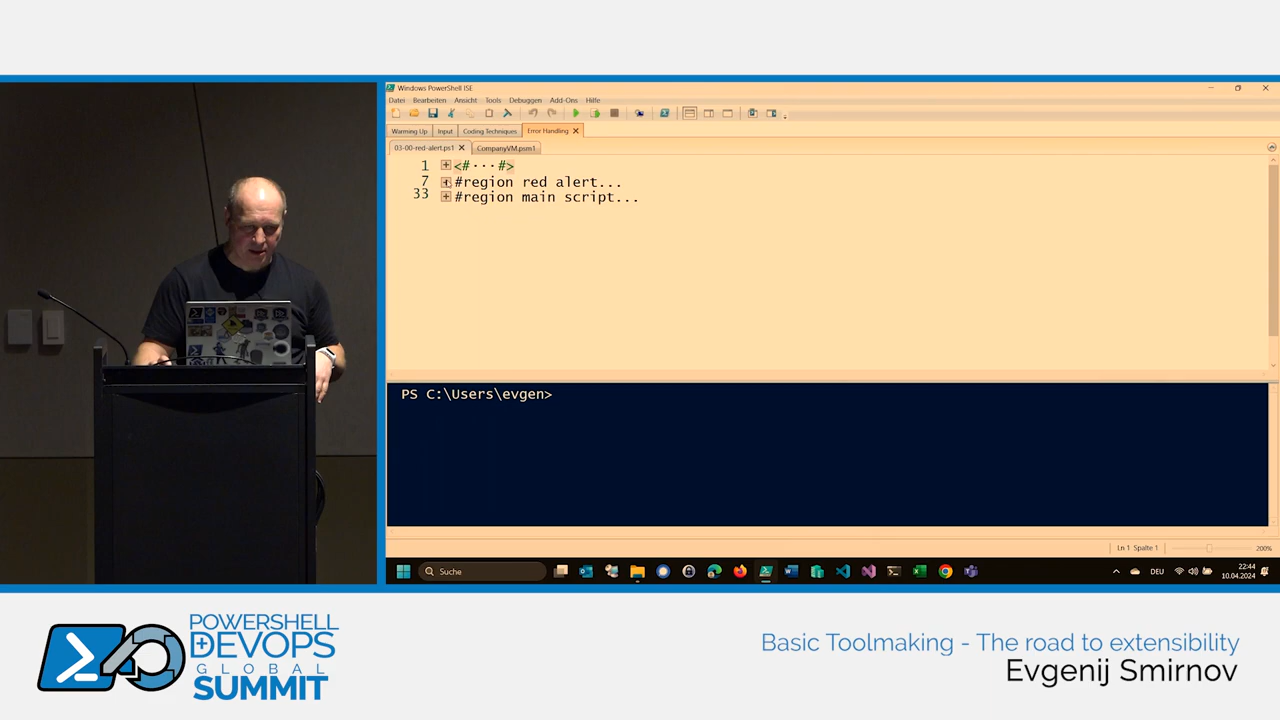 Windows PowerShell ISE
Datei Bearbeiten Ansicht Tools Debuggen Add-Ons Hilfe
Warming Up Input Coding Techniques Error Handling
03-00-red-alert.ps1 CompanyVM.psm1
1 <#···#>
7 #region red alert...
33 #region main script...
PS C:\Users\evgen>
Ln 1 Spalte 1 200%
Suche
DEU
22:44
10.04.2024
POWERSHELL
DEVOPS
GLOBAL
SUMMIT
Basic Toolmaking - The road to extensibility
Evgenij Smirnov